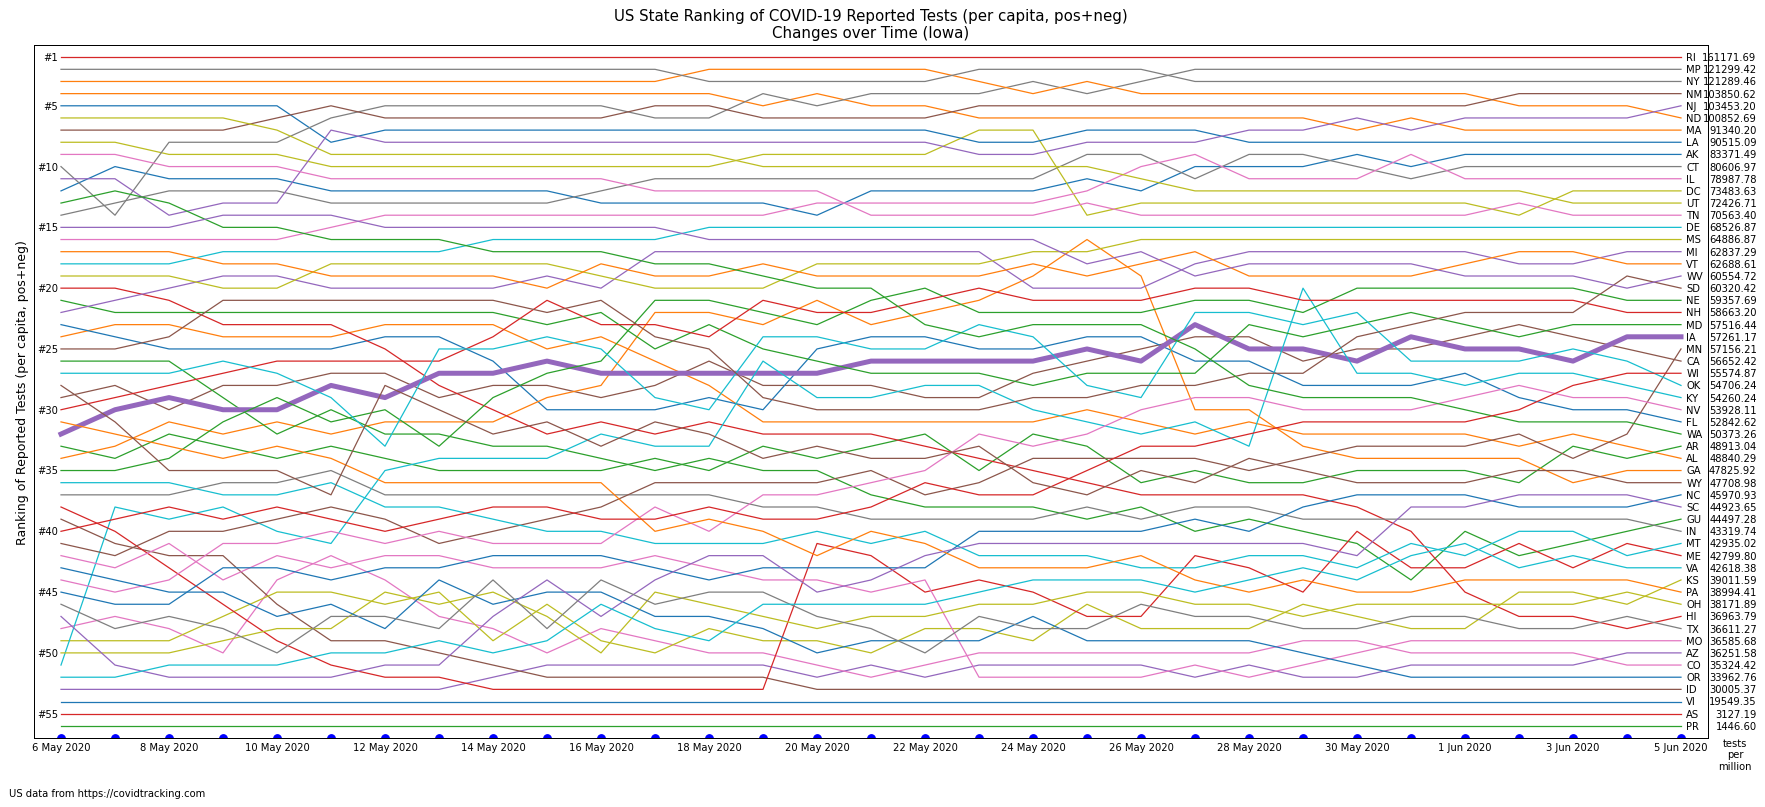 US State Ranking of COVID-19 Reported Tests (per capita, pos+neg)
Changes over Time (Iowa)
Ranking of Reported Tests (per capita, pos+neg)
#1
#5
#10
#15
#20
#25
#30
#35
#40
#45
#50
#55
RI 161171.69
MP 121299.42
NY 121289.46
NM 103850.62
NJ 103453.20
ND 100852.69
MA 91340.20
LA 90515.09
AK 83371.49
CT 80606.97
IL 78987.78
DC 73483.63
UT 72426.71
TN 70563.40
DE 68526.87
MS 64886.87
MI 62837.29
VT 62688.61
WV 60554.72
SD 60320.42
NE 59357.69
NH 58663.20
MD 57516.44
IA 57261.17
MN 57156.21
CA 56652.42
WI 55574.87
OK 54706.24
KY 54260.24
NV 53928.11
FL 52842.62
WA 50373.26
AR 48913.04
AL 48840.29
GA 47825.92
WY 47708.98
NC 45970.93
SC 44923.65
GU 44497.28
IN 43319.74
MT 42935.02
ME 42799.80
VA 42618.38
KS 39011.59
PA 38994.41
OH 38171.89
HI 36963.79
TX 36611.27
MO 36585.68
AZ 36251.58
CO 35324.42
OR 33962.76
ID 30005.37
VI 19549.35
AS 3127.19
PR 1446.60
6 May 2020 8 May 2020 10 May 2020 12 May 2020 14 May 2020 16 May 2020 18 May 2020 20 May 2020 22 May 2020 24 May 2020 26 May 2020 28 May 2020 30 May 2020 1 Jun 2020 3 Jun 2020 5 Jun 2020
tests
per
million
US data from https://covidtracking.com